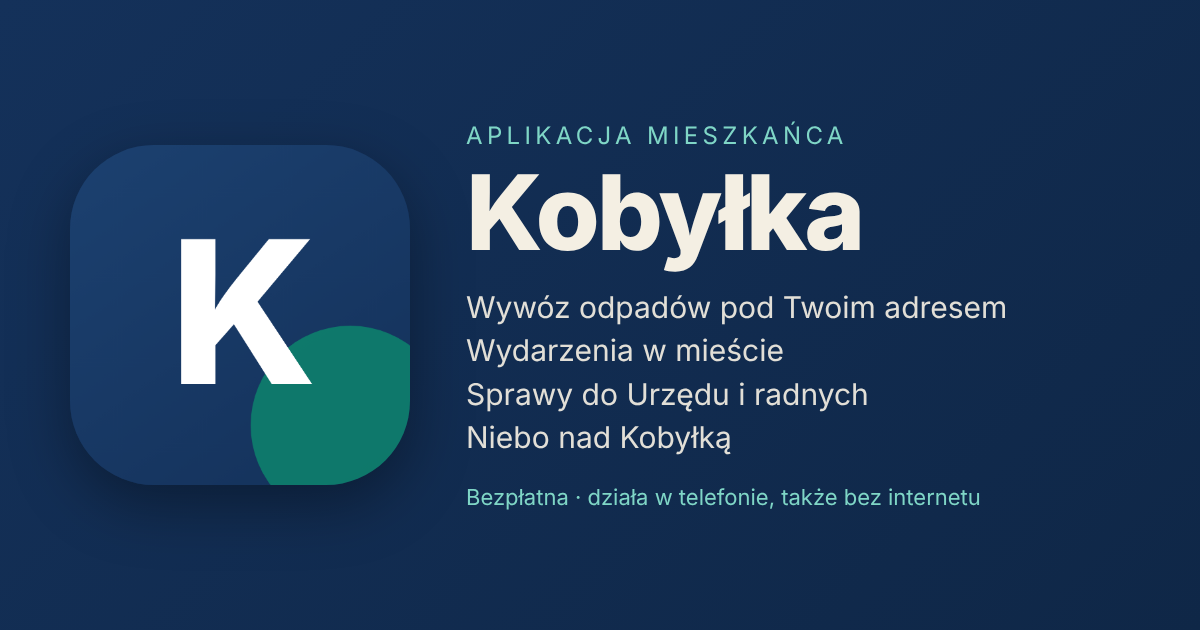 K
APLIKACJA MIESZKAŃCA
Kobyłka
Wywóz odpadów pod Twoim adresem
Wydarzenia w mieście
Sprawy do Urzędu i radnych
Niebo nad Kobyłką
Bezpłatna · działa w telefonie, także bez internetu